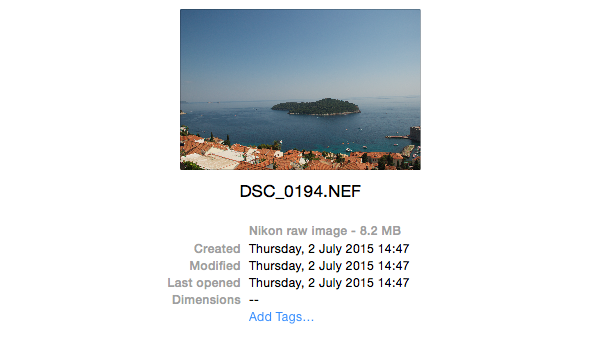 DSC_0194.NEF
Nikon raw image - 8.2 MB
Created Thursday, 2 July 2015 14:47
Modified Thursday, 2 July 2015 14:47
Last opened Thursday, 2 July 2015 14:47
Dimensions --
Add Tags…